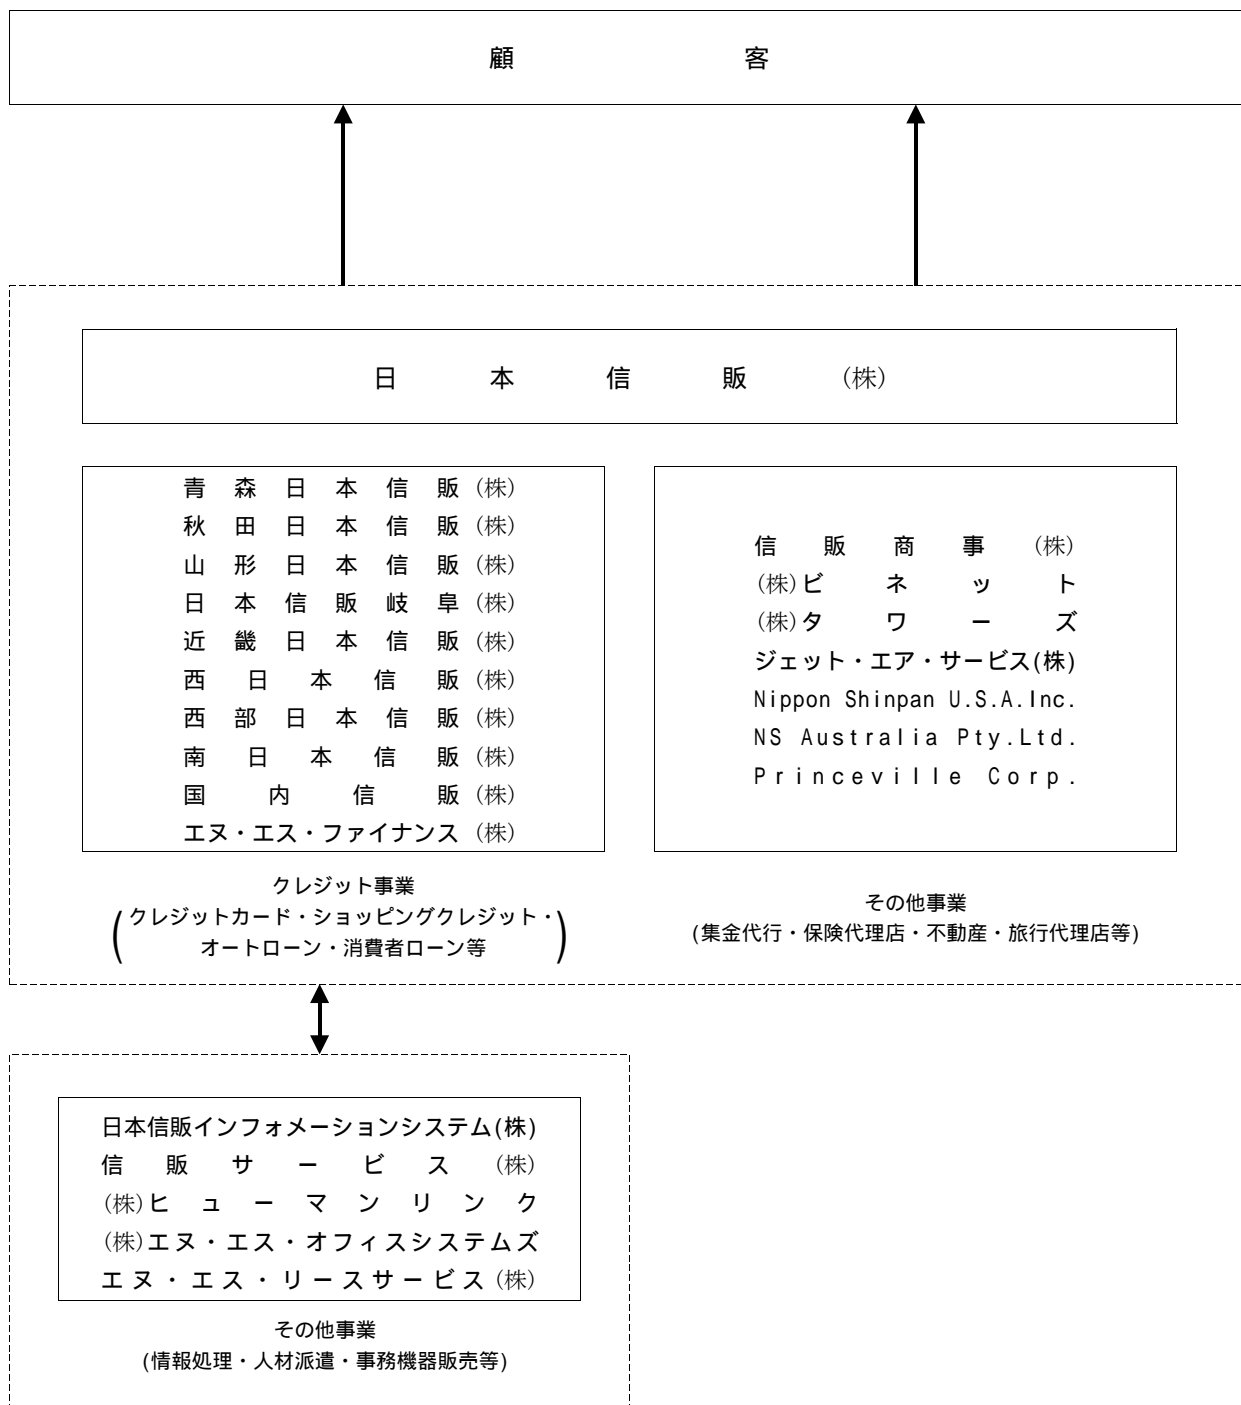 顧客
日本信販(株)
青森日本信販(株)
秋田日本信販(株)
山形日本信販(株)
日本信販岐阜(株)
近畿日本信販(株)
西日本信販(株)
西部日本信販(株)
南日本信販(株)
国内信販(株)
エヌ・エス・ファイナンス(株)
クレジット事業
(クレジットカード・ショッピングクレジット・
オートローン・消費者ローン等)
信販商事(株)
(株)ビネット
(株)タワーズ
ジェット・エア・サービス(株)
Nippon Shinpan U.S.A.Inc.
NS Australia Pty.Ltd.
Princeville Corp.
その他事業
(集金代行・保険代理店・不動産・旅行代理店等)
日本信販インフォメーションシステム(株)
信販サービス(株)
(株)ヒューマンリンク
(株)エヌ・エス・オフィスシステムズ
エヌ・エス・リースサービス(株)
その他事業
(情報処理・人材派遣・事務機器販売等)